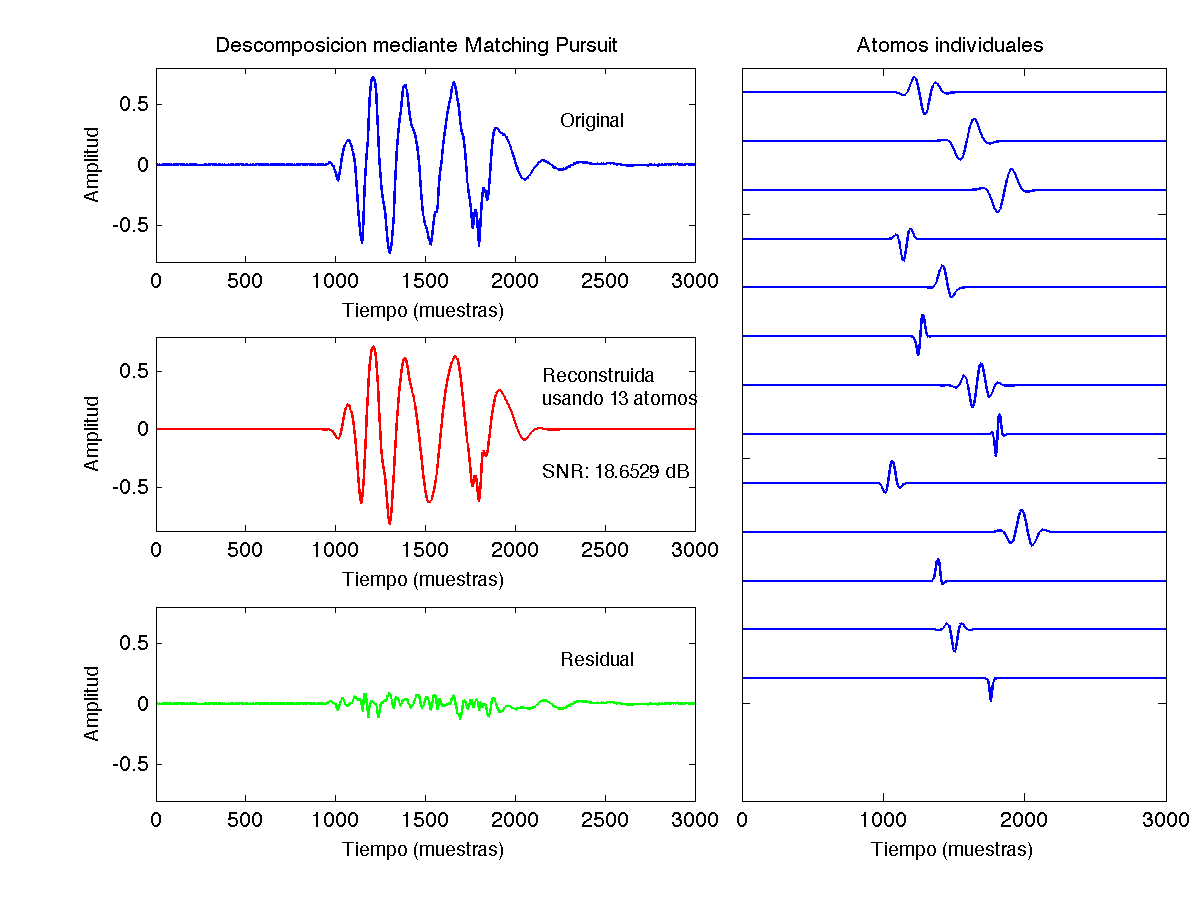 Descomposicion mediante Matching Pursuit
0.5
0
-0.5
Amplitud
Original
0 500 1000 1500 2000 2500 3000
Tiempo (muestras)
0.5
0
-0.5
Amplitud
Reconstruida
usando 13 atomos
SNR: 18.6529 dB
0 500 1000 1500 2000 2500 3000
Tiempo (muestras)
0.5
0
-0.5
Amplitud
Residual
0 500 1000 1500 2000 2500 3000
Tiempo (muestras)
Atomos individuales
0 1000 2000 3000
Tiempo (muestras)